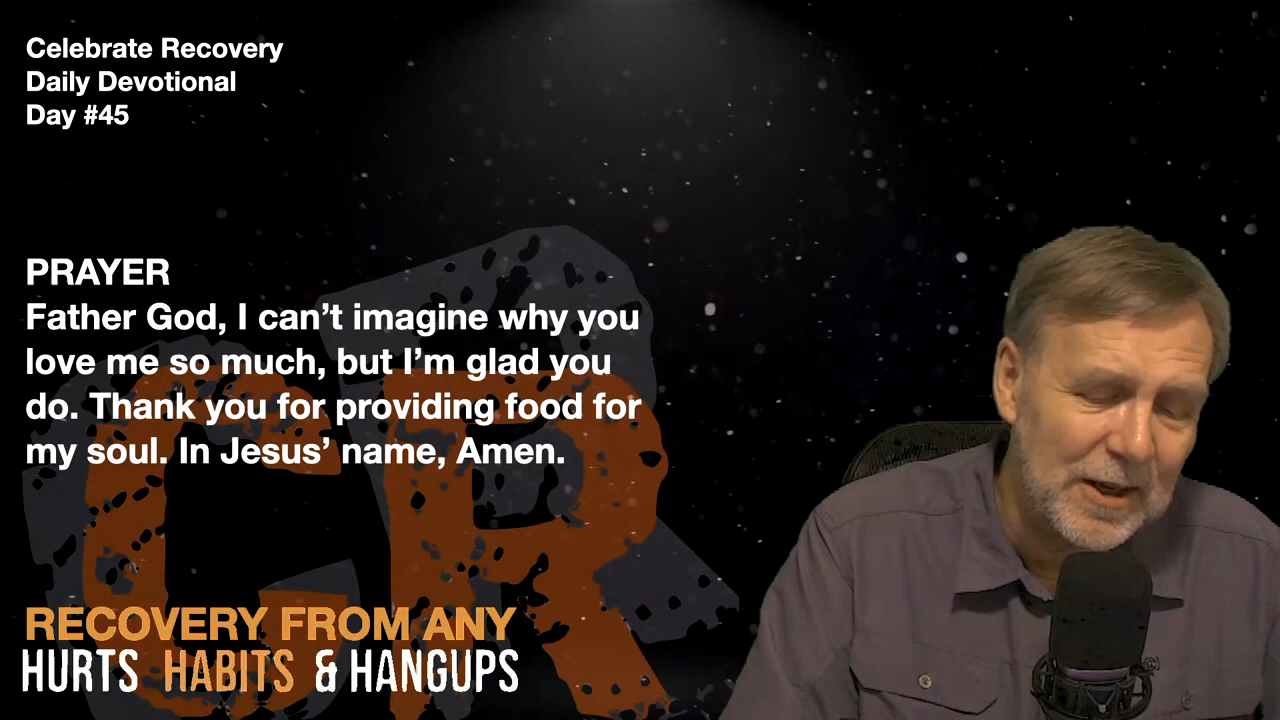 Celebrate Recovery
Daily Devotional
Day #45
PRAYER
Father God, I can’t imagine why you
love me so much, but I’m glad you
do. Thank you for providing food for
my soul. In Jesus’ name, Amen.
CR
RECOVERY FROM ANY
HURTS HABITS & HANGUPS